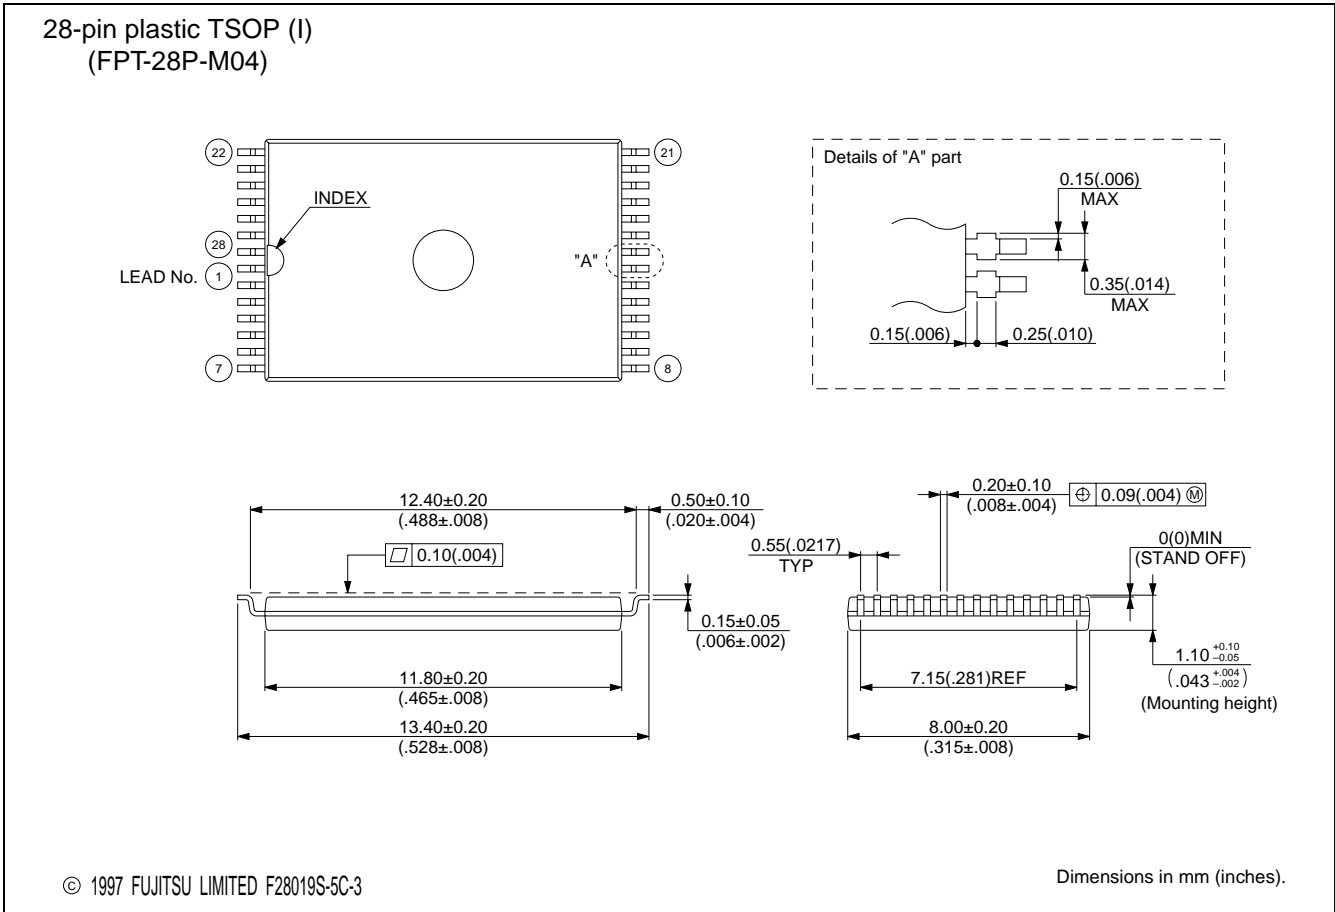 28-pin plastic TSOP (I)
(FPT-28P-M04)
22
21
INDEX
28
LEAD No.
1
"A"
7
8
Details of "A" part
0.15(.006)
MAX
0.35(.014)
MAX
0.15(.006)
0.25(.010)
12.40±0.20
(.488±.008)
0.50±0.10
(.020±.004)
0.10(.004)
0.15±0.05
(.006±.002)
11.80±0.20
(.465±.008)
13.40±0.20
(.528±.008)
0.20±0.10
(.008±.004)
⌖ 0.09(.004) Ⓜ
0.55(.0217)
TYP
0(0)MIN
(STAND OFF)
7.15(.281)REF
1.10 +0.10 –0.05
(.043 +.004 –.002)
(Mounting height)
8.00±0.20
(.315±.008)
© 1997 FUJITSU LIMITED F28019S-5C-3
Dimensions in mm (inches).